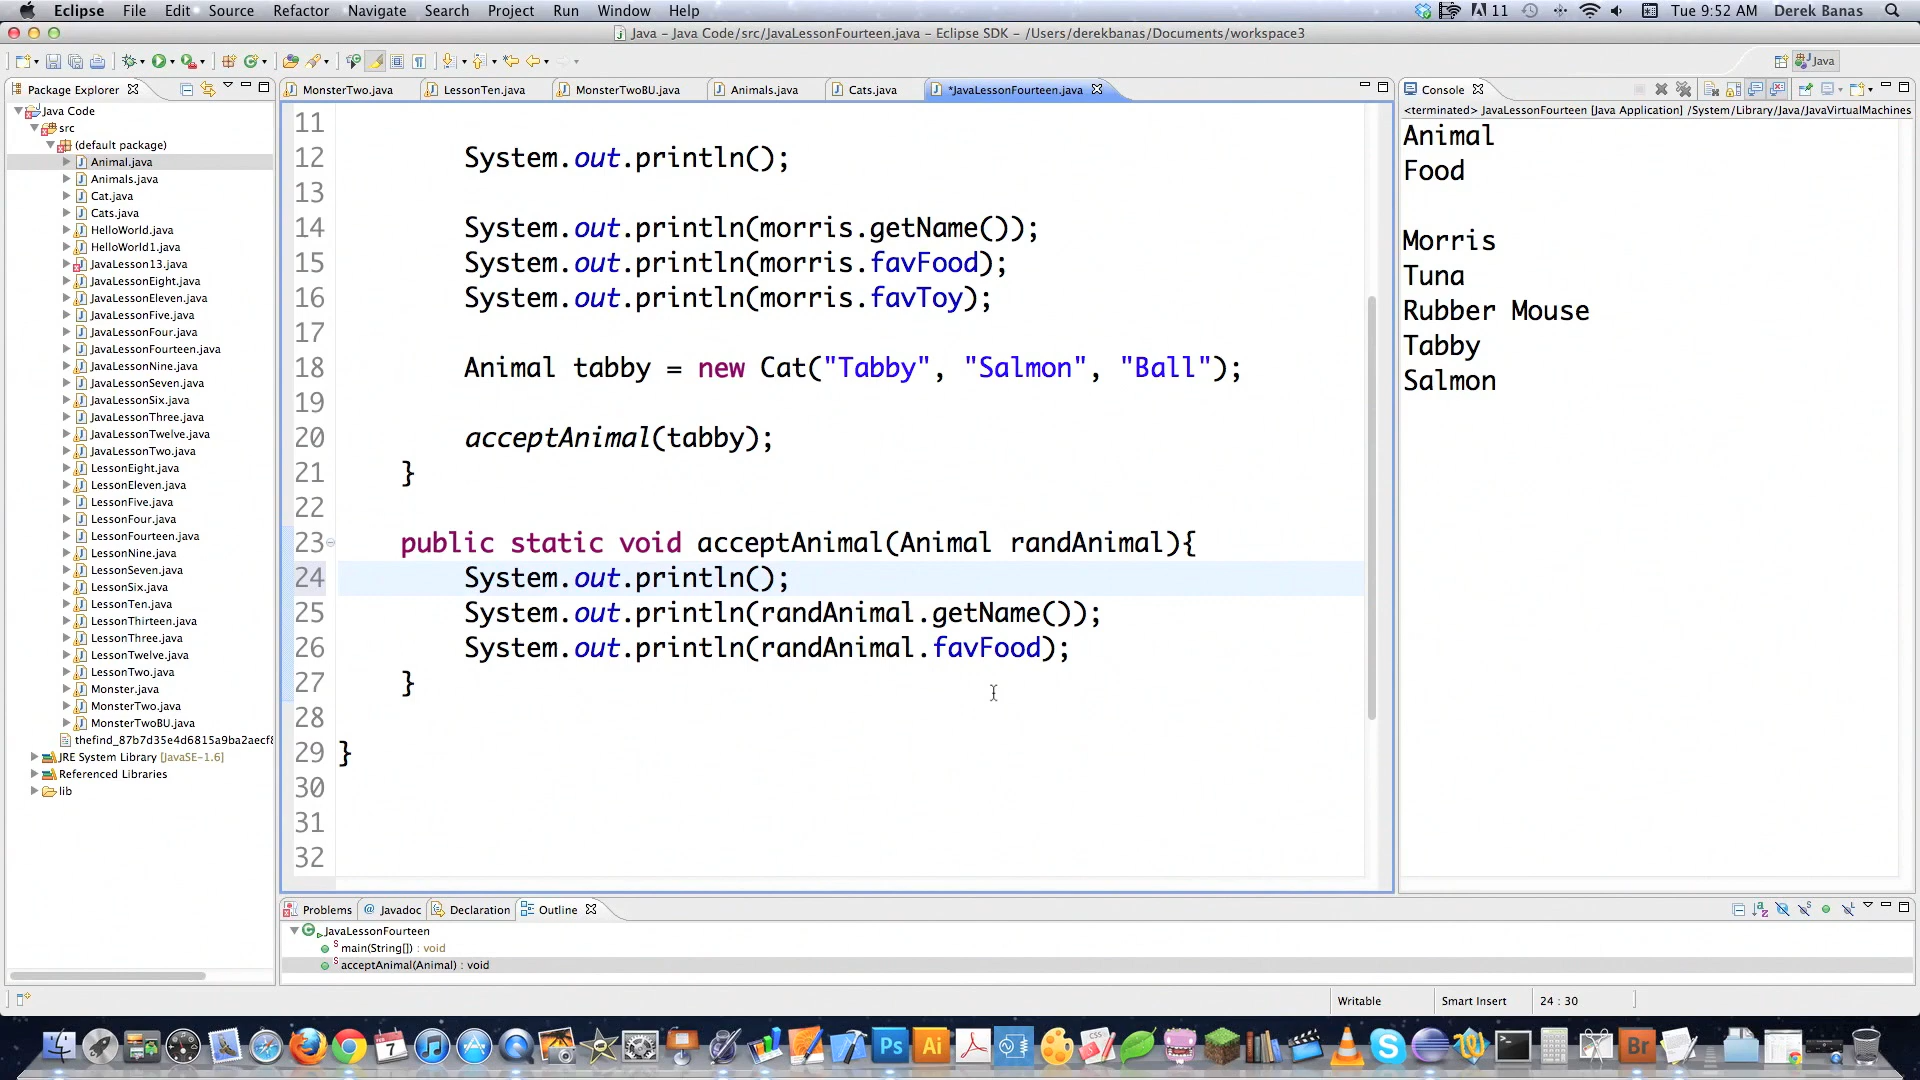 Eclipse File Edit Source Refactor Navigate Search Project Run Window Help
11 Tue 9:52 AM Derek Banas
Java – Java Code/src/JavaLessonFourteen.java – Eclipse SDK – /Users/derekbanas/Documents/workspace3
Java
Package Explorer
Java Code
src
(default package)
Animal.java
Animals.java
Cat.java
Cats.java
HelloWorld.java
HelloWorld1.java
JavaLesson13.java
JavaLessonEight.java
JavaLessonEleven.java
JavaLessonFive.java
JavaLessonFour.java
JavaLessonFourteen.java
JavaLessonNine.java
JavaLessonSeven.java
JavaLessonSix.java
JavaLessonThree.java
JavaLessonTwelve.java
JavaLessonTwo.java
LessonEight.java
LessonEleven.java
LessonFive.java
LessonFour.java
LessonFourteen.java
LessonNine.java
LessonSeven.java
LessonSix.java
LessonTen.java
LessonThirteen.java
LessonThree.java
LessonTwelve.java
LessonTwo.java
Monster.java
MonsterTwo.java
MonsterTwoBU.java
thefind_87b7d35e4d6815a9ba2aecf8
JRE System Library [JavaSE-1.6]
Referenced Libraries
lib
MonsterTwo.java LessonTen.java MonsterTwoBU.java Animals.java Cats.java *JavaLessonFourteen.java
11
12 System.out.println();
13
14 System.out.println(morris.getName());
15 System.out.println(morris.favFood);
16 System.out.println(morris.favToy);
17
18 Animal tabby = new Cat("Tabby", "Salmon", "Ball");
19
20 acceptAnimal(tabby);
21 }
22
23 public static void acceptAnimal(Animal randAnimal){
24 System.out.println();
25 System.out.println(randAnimal.getName());
26 System.out.println(randAnimal.favFood);
27 }
28
29 }
30
31
32
Console
<terminated> JavaLessonFourteen [Java Application] /System/Library/Java/JavaVirtualMachines
Animal
Food
Morris
Tuna
Rubber Mouse
Tabby
Salmon
Problems @ Javadoc Declaration Outline
JavaLessonFourteen
main(String[]) : void
acceptAnimal(Animal) : void
Writable Smart Insert 24 : 30
7 Ps Ai CSS Br